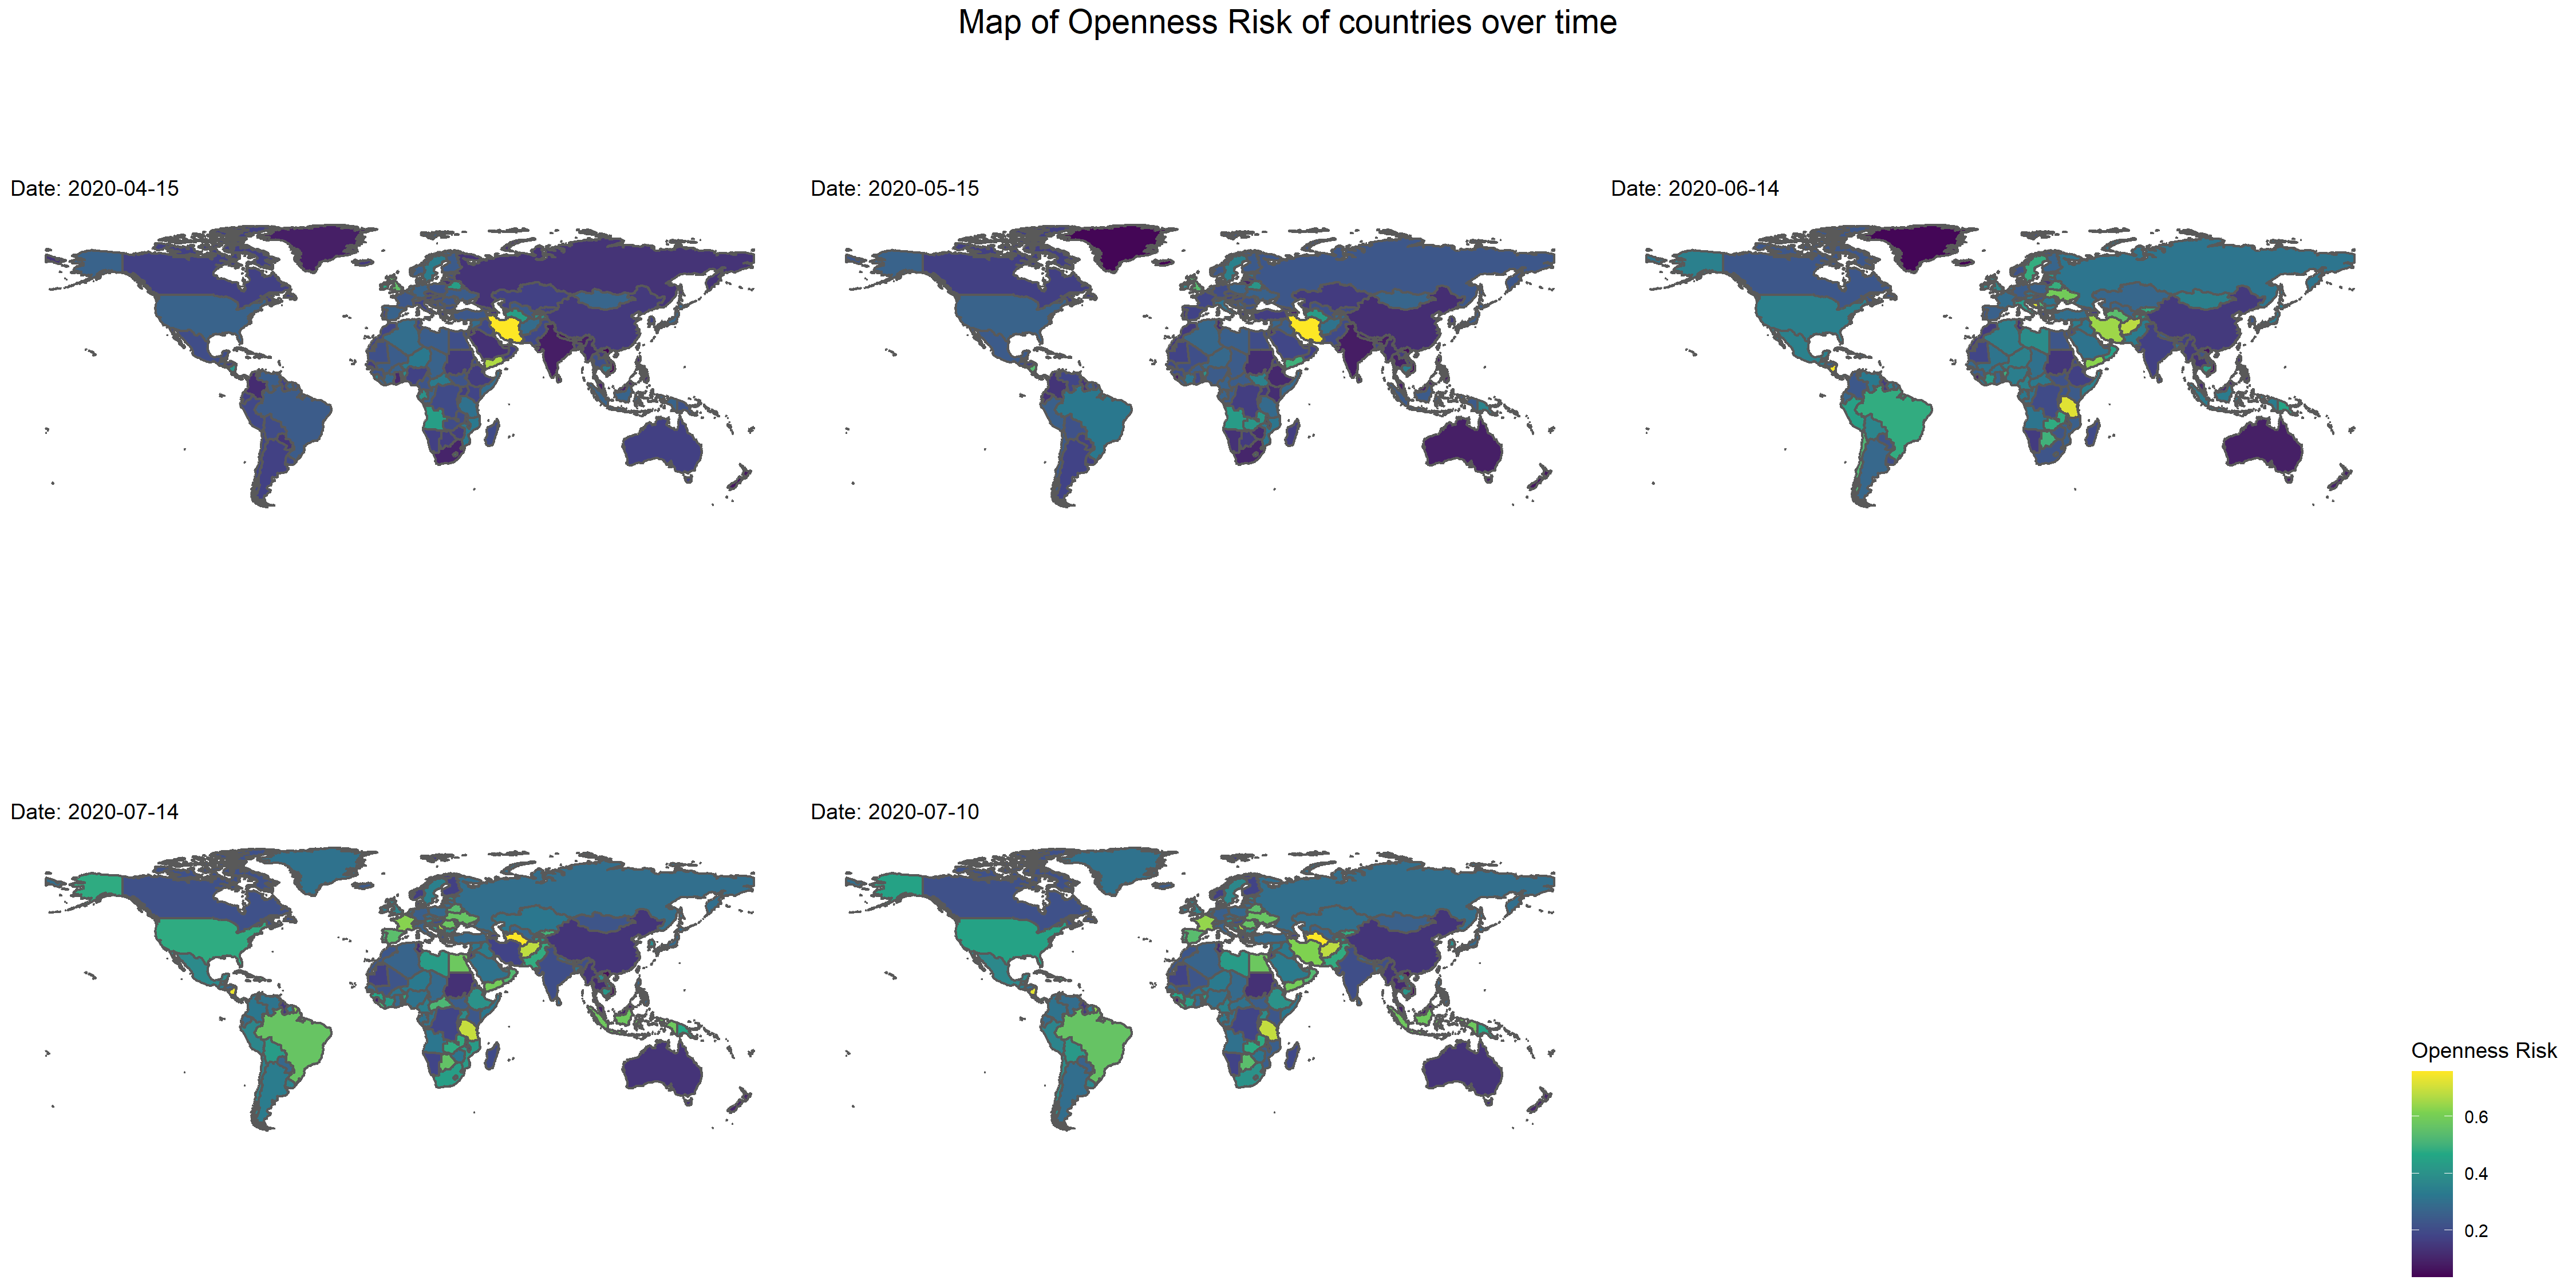 Map of Openness Risk of countries over time
Date: 2020-04-15
Date: 2020-05-15
Date: 2020-06-14
Date: 2020-07-14
Date: 2020-07-10
Openness Risk
0.6
0.4
0.2